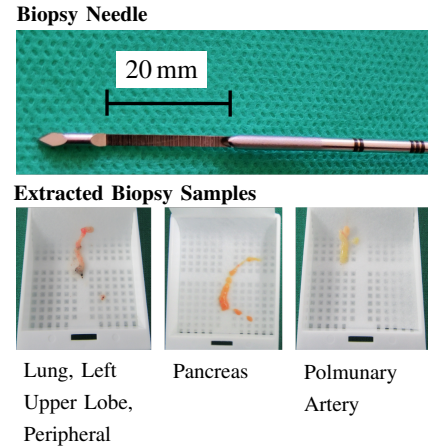 Biopsy Needle
20 mm
Extracted Biopsy Samples
Lung, Left
Upper Lobe,
Peripheral
Pancreas
Polmunary
Artery